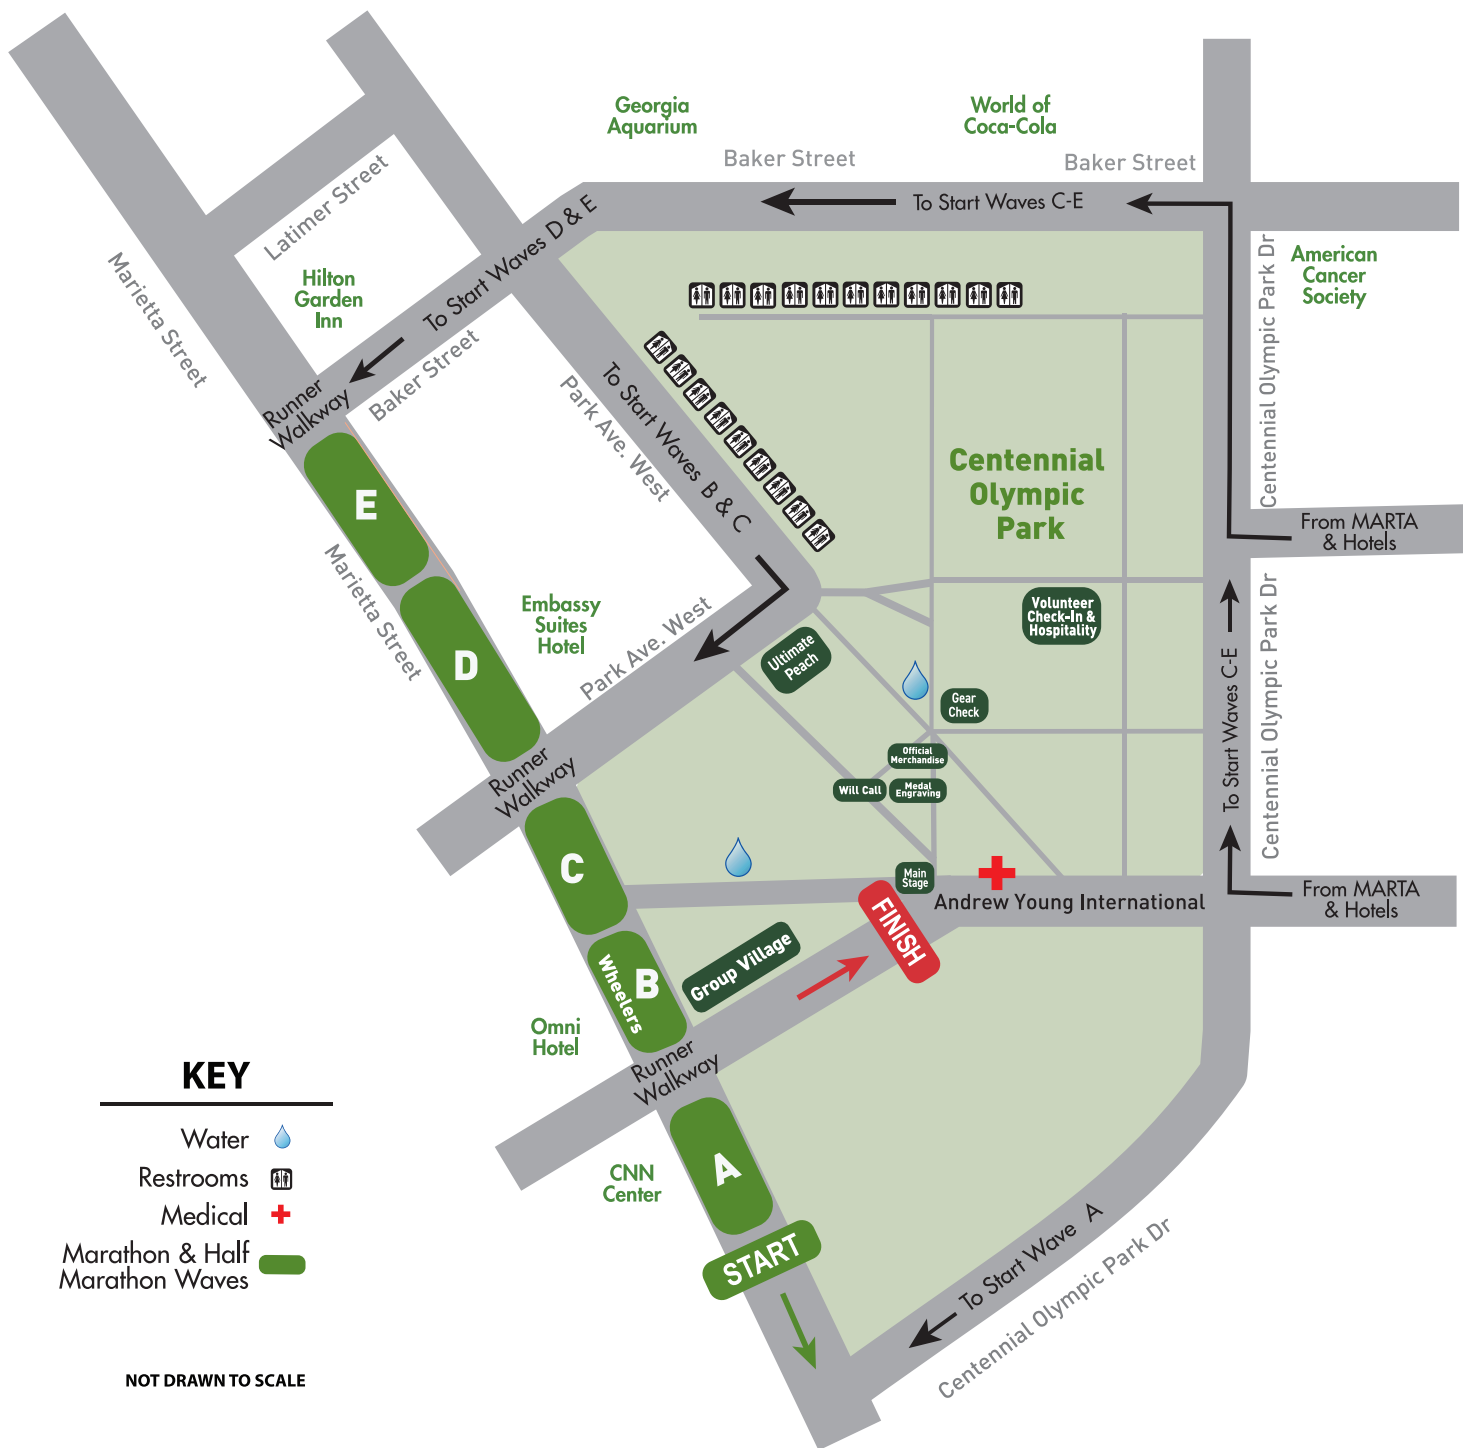 Georgia
Aquarium
World of
Coca-Cola
Baker Street
Baker Street
To Start Waves C-E
Latimer Street
To Start Waves D & E
Marietta Street
Hilton
Garden
Inn
Centennial Olympic Park Dr
American
Cancer
Society
Baker Street
Runner
Walkway
To Start Waves B & C
Park Ave. West
Centennial
Olympic
Park
E
From MARTA
& Hotels
Marietta Street
Embassy
Suites
Hotel
Park Ave. West
Volunteer
Check-In &
Hospitality
Ultimate
Peach
D
Gear
Check
To Start Waves C-E
Centennial Olympic Park Dr
Official
Merchandise
Will Call
Medal
Engraving
Runner
Walkway
C
Main
Stage
Andrew Young International
From MARTA
& Hotels
FINISH
Group Village
B
Wheelers
Omni
Hotel
Runner
Walkway
A
CNN
Center
START
To Start Wave A
Centennial Olympic Park Dr
KEY
Water
Restrooms
Medical
Marathon & Half
Marathon Waves
NOT DRAWN TO SCALE